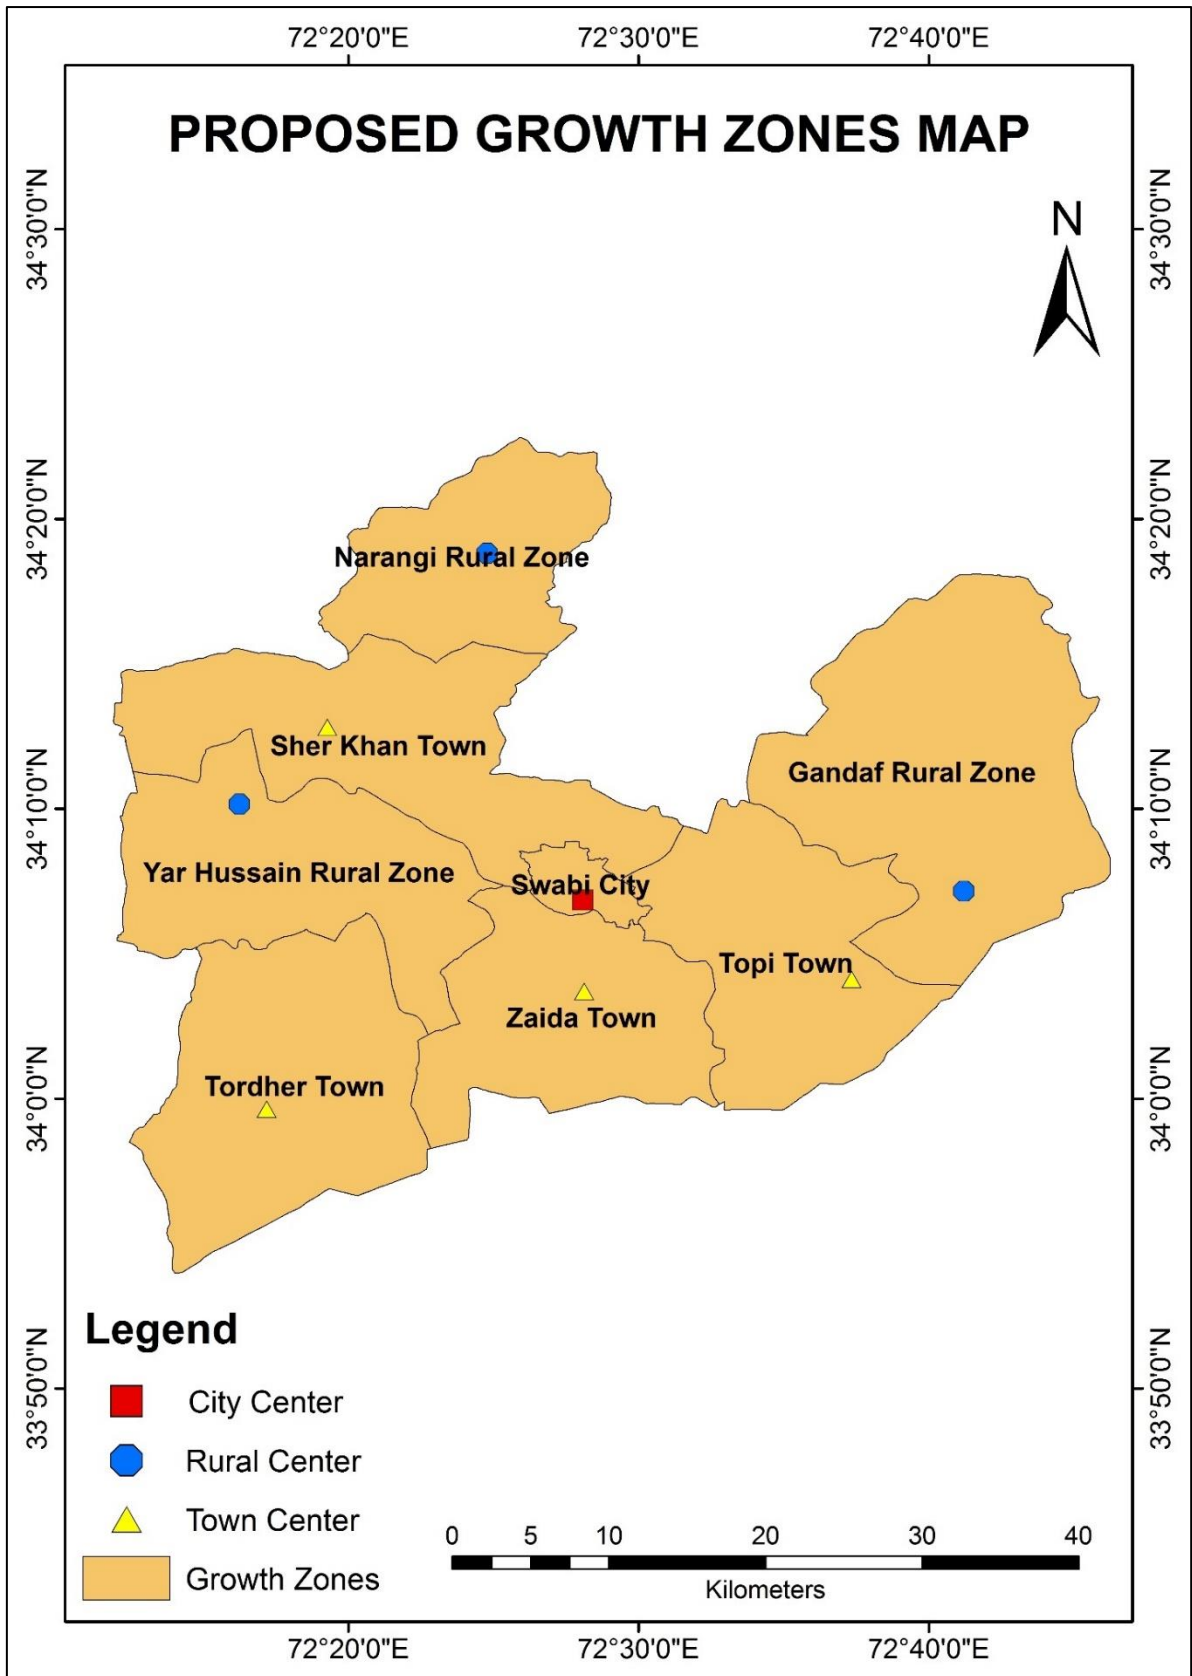 72°20'0"E
72°30'0"E
72°40'0"E
PROPOSED GROWTH ZONES MAP
N
34°30'0"N
34°30'0"N
34°20'0"N
34°20'0"N
Narangi Rural Zone
Sher Khan Town
Gandaf Rural Zone
34°10'0"N
34°10'0"N
Yar Hussain Rural Zone
Swabi City
Topi Town
Zaida Town
Tordher Town
34°0'0"N
34°0'0"N
33°50'0"N
33°50'0"N
Legend
City Center
Rural Center
Town Center
Growth Zones
0 5 10 20 30 40
Kilometers
72°20'0"E
72°30'0"E
72°40'0"E